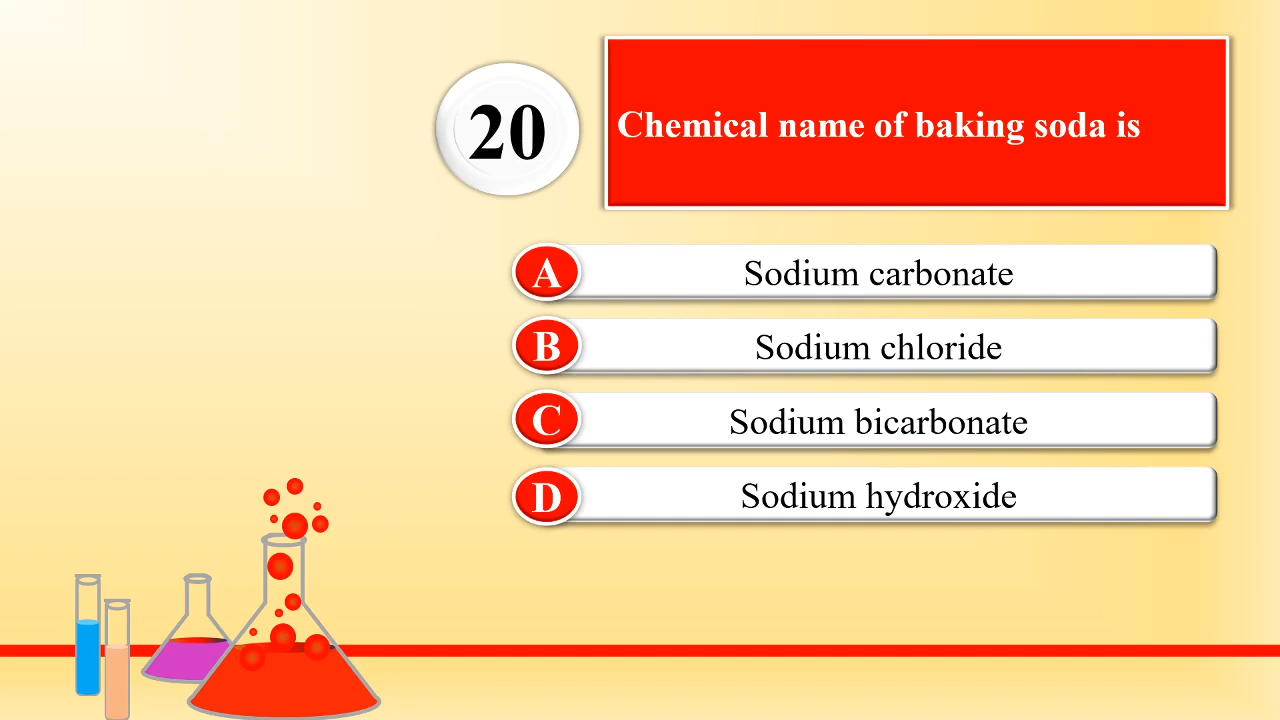 20
Chemical name of baking soda is
A
Sodium carbonate
B
Sodium chloride
C
Sodium bicarbonate
D
Sodium hydroxide